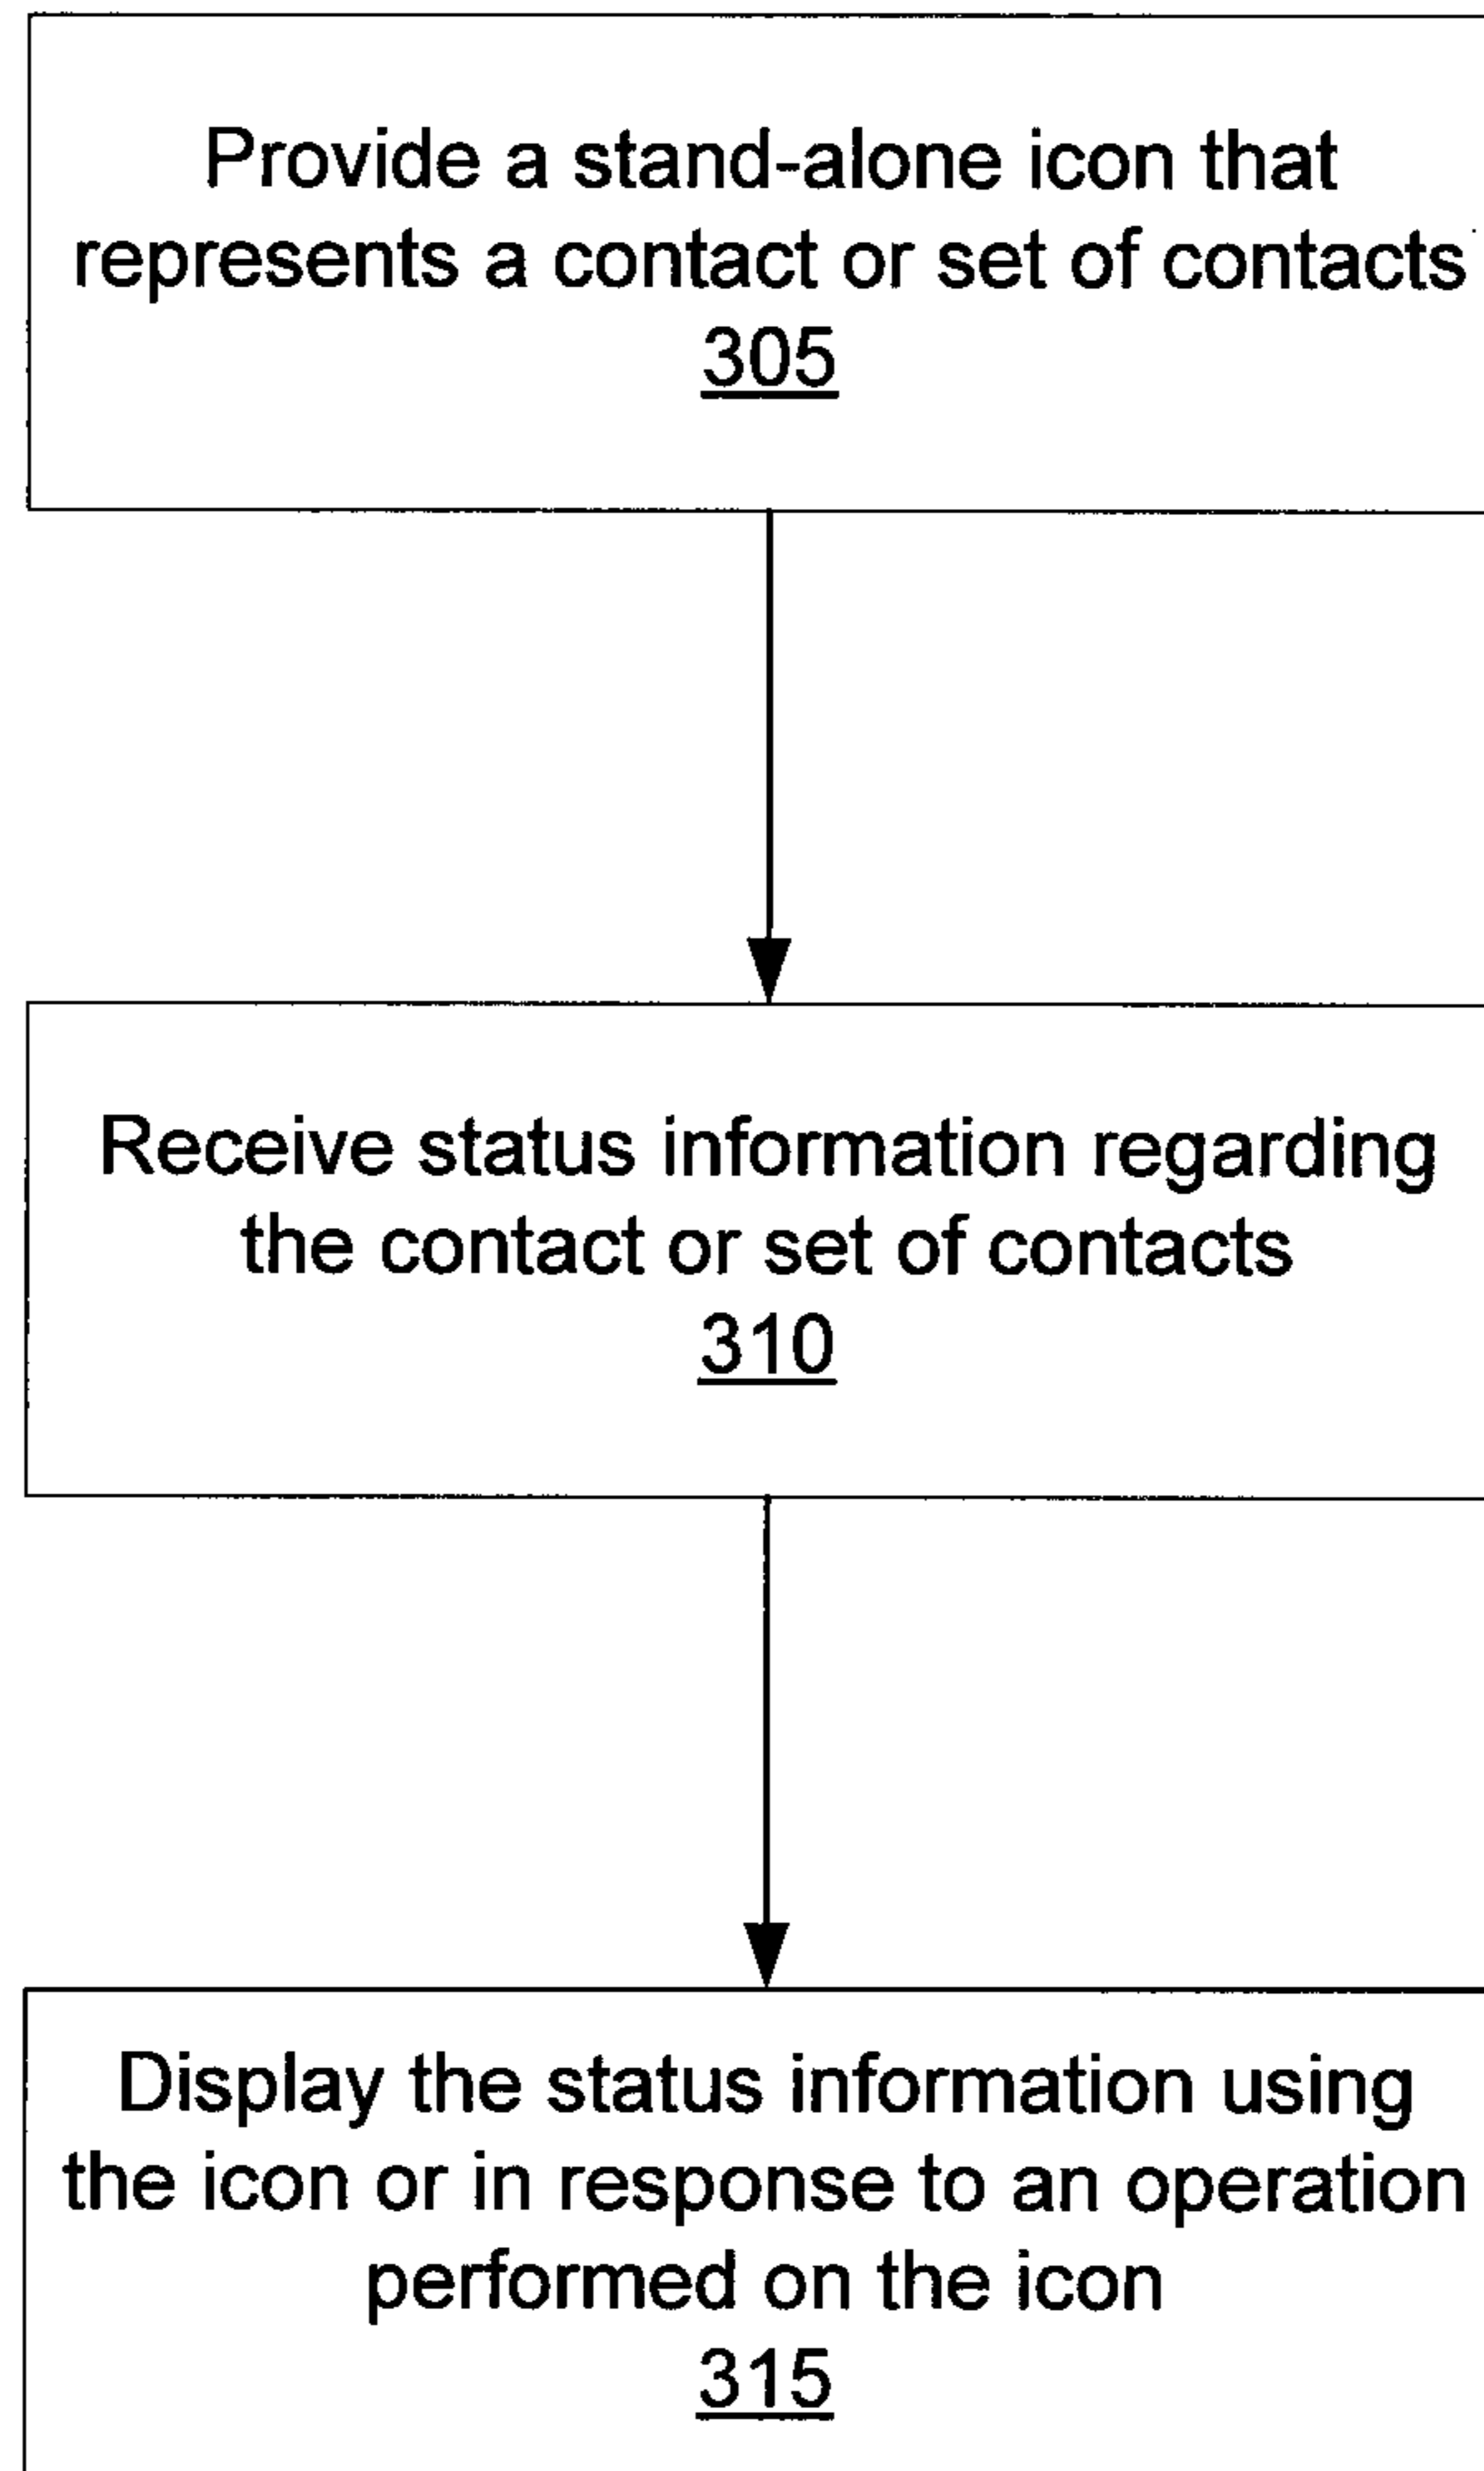 Provide a stand-alone icon that
represents a contact or set of contacts
305
Receive status information regarding
the contact or set of contacts
310
Display the status information using
the icon or in response to an operation
performed on the icon
315